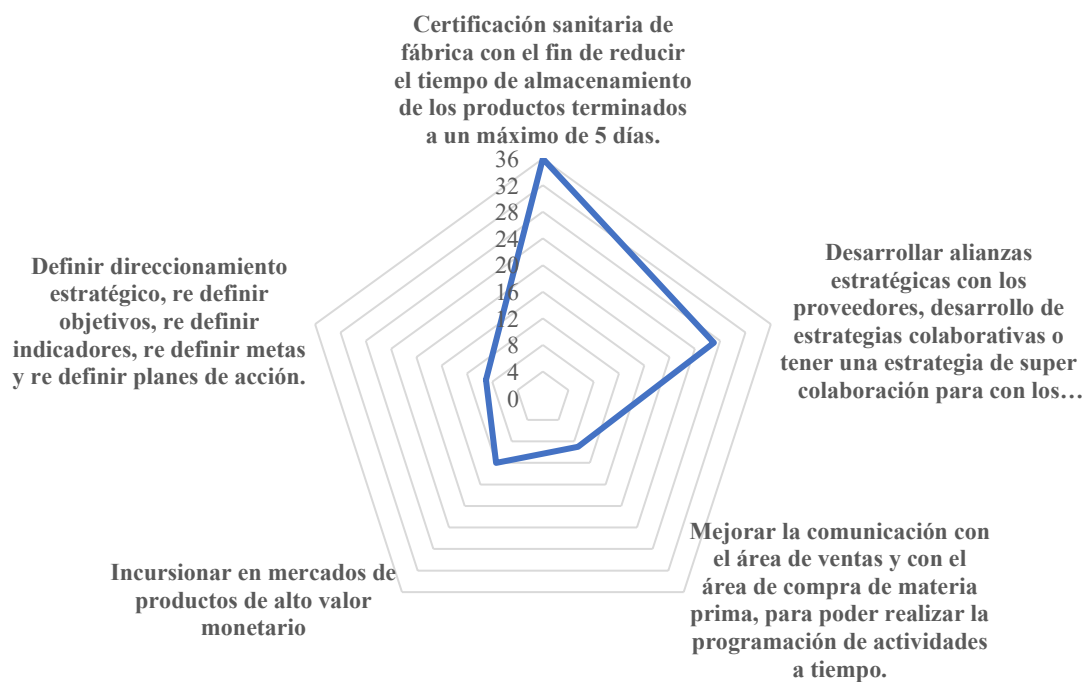 Certificación sanitaria de
fábrica con el fin de reducir
el tiempo de almacenamiento
de los productos terminados
a un máximo de 5 días.
36
32
28
24
20
16
12
8
4
0
Desarrollar alianzas
estratégicas con los
proveedores, desarrollo de
estrategias colaborativas o
tener una estrategia de super
colaboración para con los…
Mejorar la comunicación con
el área de ventas y con el
área de compra de materia
prima, para poder realizar la
programación de actividades
a tiempo.
Incursionar en mercados de
productos de alto valor
monetario
Definir direccionamiento
estratégico, re definir
objetivos, re definir
indicadores, re definir metas
y re definir planes de acción.